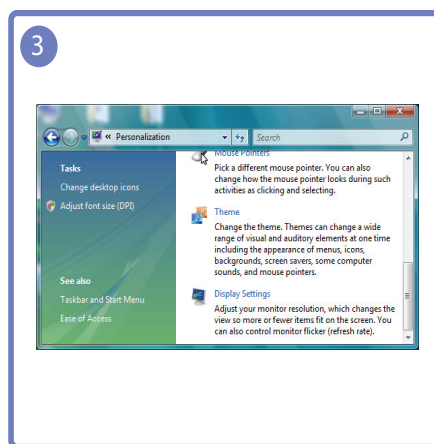 3
« Personalization
Search
Tasks
Change desktop icons
Adjust font size (DPI)
See also
Taskbar and Start Menu
Ease of Access
Mouse Pointers
Pick a different mouse pointer. You can also
change how the mouse pointer looks during such
activities as clicking and selecting.
Theme
Change the theme. Themes can change a wide
range of visual and auditory elements at one time
including the appearance of menus, icons,
backgrounds, screen savers, some computer
sounds, and mouse pointers.
Display Settings
Adjust your monitor resolution, which changes the
view so more or fewer items fit on the screen. You
can also control monitor flicker (refresh rate).